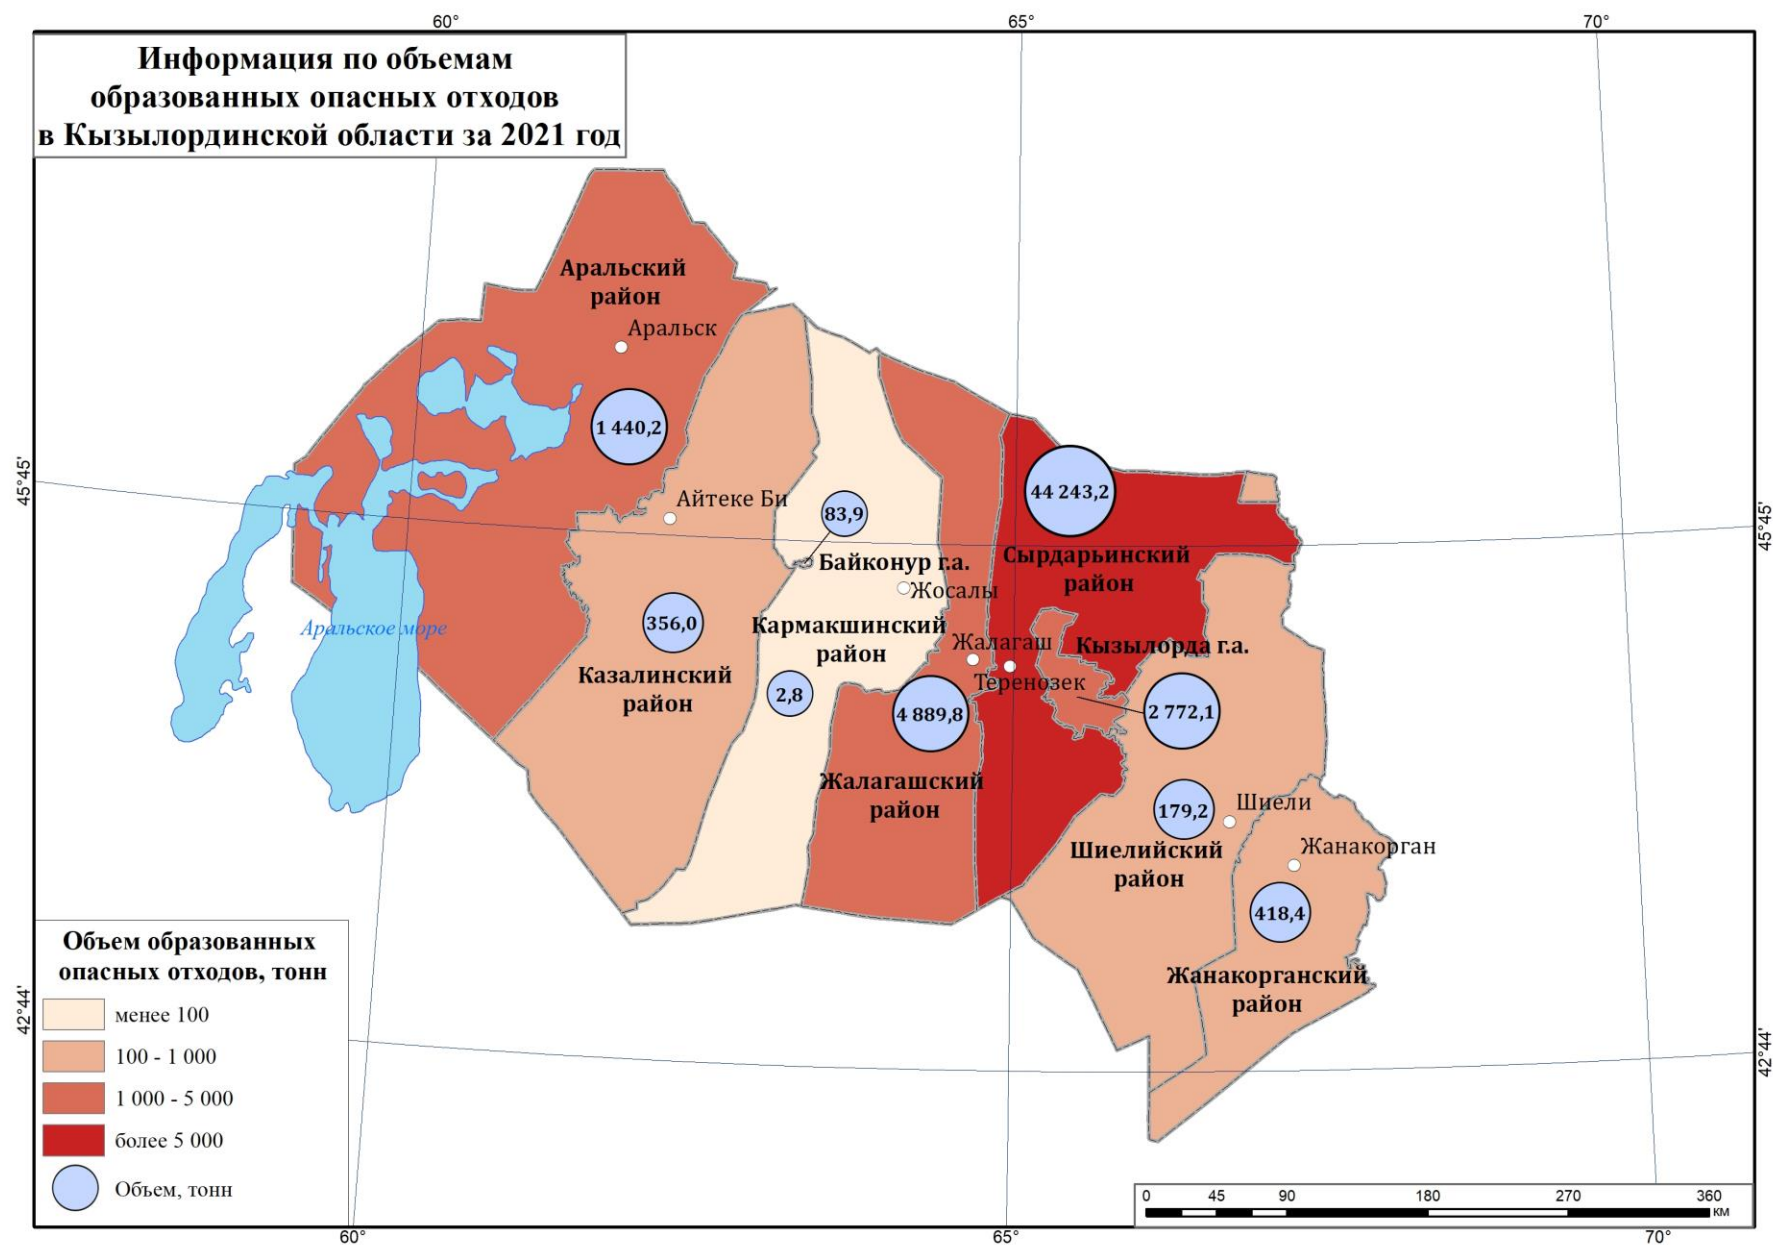 60°
65°
70°
Информация по объемам
образованных опасных отходов
в Кызылординской области за 2021 год
Аральский
район
Аральск
1 440,2
45°45'
44 243,2
45°45'
Айтеке Би
83,9
Байконур г.а.
Сырдарьинский
район
Жосалы
Аральское море
356,0
Кармакшинский
район
Жалагаш
Кызылорда г.а.
Казалинский
район
2,8
Теренозек
4 889,8
2 772,1
Жалагашский
район
179,2
Шиели
Шиелийский
район
Жанакорган
418,4
Жанакорганский
район
Объем образованных
опасных отходов, тонн
менее 100
100 - 1 000
1 000 - 5 000
более 5 000
Объем, тонн
42°44'
42°44'
0 45 90 180 270 360
КМ
60°
65°
70°